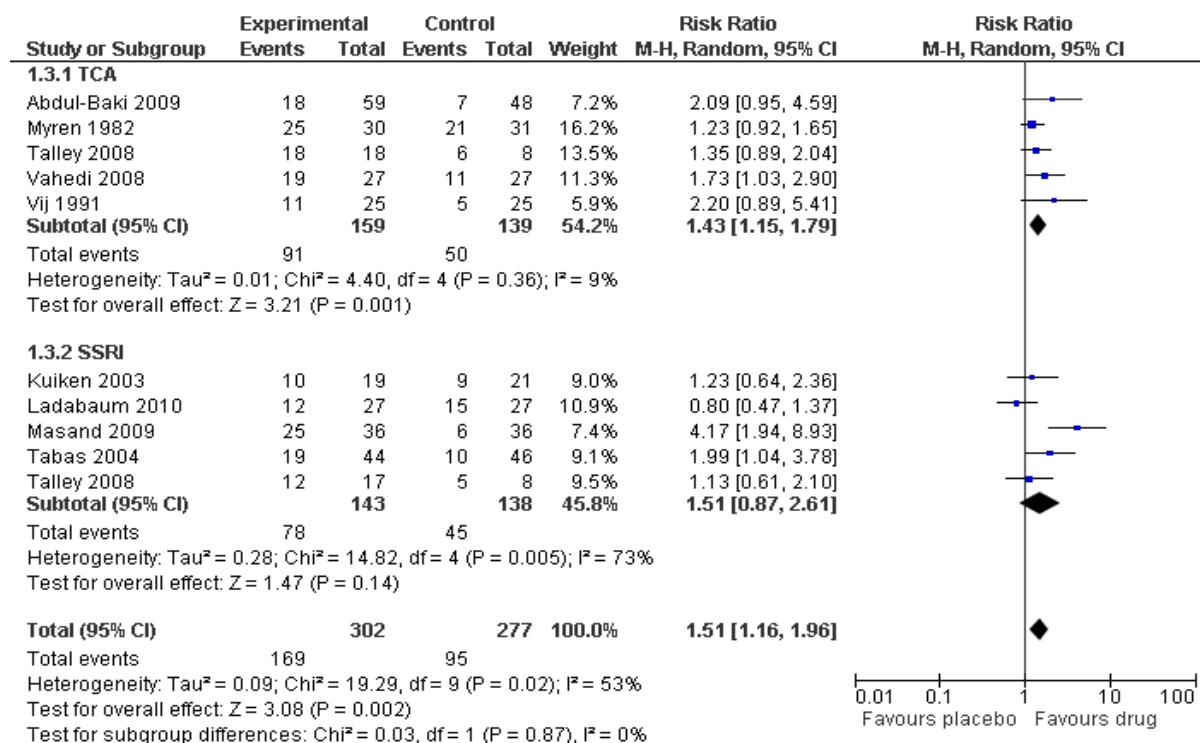 Experimental Control Risk Ratio Risk Ratio
Study or Subgroup Events Total Events Total Weight M-H, Random, 95% CI M-H, Random, 95% CI
1.3.1 TCA
Abdul-Baki 2009 18 59 7 48 7.2% 2.09 [0.95, 4.59]
Myren 1982 25 30 21 31 16.2% 1.23 [0.92, 1.65]
Talley 2008 18 18 6 8 13.5% 1.35 [0.89, 2.04]
Vahedi 2008 19 27 11 27 11.3% 1.73 [1.03, 2.90]
Vij 1991 11 25 5 25 5.9% 2.20 [0.89, 5.41]
Subtotal (95% CI) 159 139 54.2% 1.43 [1.15, 1.79]
Total events 91 50
Heterogeneity: Tau² = 0.01; Chi² = 4.40, df = 4 (P = 0.36); I² = 9%
Test for overall effect: Z = 3.21 (P = 0.001)
1.3.2 SSRI
Kuiken 2003 10 19 9 21 9.0% 1.23 [0.64, 2.36]
Ladabaum 2010 12 27 15 27 10.9% 0.80 [0.47, 1.37]
Masand 2009 25 36 6 36 7.4% 4.17 [1.94, 8.93]
Tabas 2004 19 44 10 46 9.1% 1.99 [1.04, 3.78]
Talley 2008 12 17 5 8 9.5% 1.13 [0.61, 2.10]
Subtotal (95% CI) 143 138 45.8% 1.51 [0.87, 2.61]
Total events 78 45
Heterogeneity: Tau² = 0.28; Chi² = 14.82, df = 4 (P = 0.005); I² = 73%
Test for overall effect: Z = 1.47 (P = 0.14)
Total (95% CI) 302 277 100.0% 1.51 [1.16, 1.96]
Total events 169 95
Heterogeneity: Tau² = 0.09; Chi² = 19.29, df = 9 (P = 0.02); I² = 53%
Test for overall effect: Z = 3.08 (P = 0.002)
Test for subgroup differences: Chi² = 0.03, df = 1 (P = 0.87), I² = 0%
0.01 0.1 1 10 100
Favours placebo Favours drug